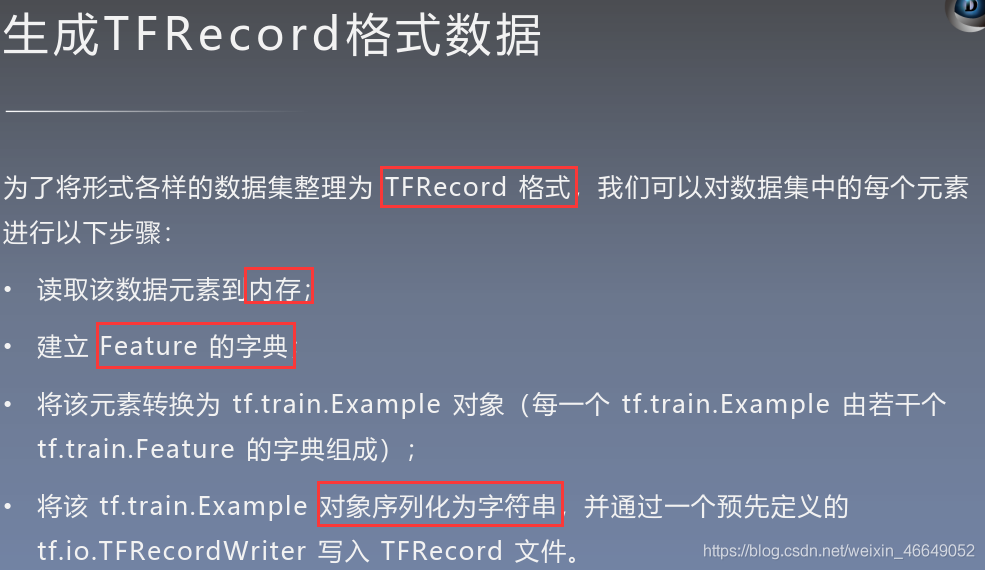 生成TFRecord格式数据
为了将形式各样的数据集整理为 TFRecord 格式，我们可以对数据集中的每个元素
进行以下步骤：
• 读取该数据元素到内存；
• 建立 Feature 的字典；
• 将该元素转换为 tf.train.Example 对象（每一个 tf.train.Example 由若干个
tf.train.Feature 的字典组成）；
• 将该 tf.train.Example 对象序列化为字符串，并通过一个预先定义的
tf.io.TFRecordWriter 写入 TFRecord 文件。
https://blog.csdn.net/weixin_46649052